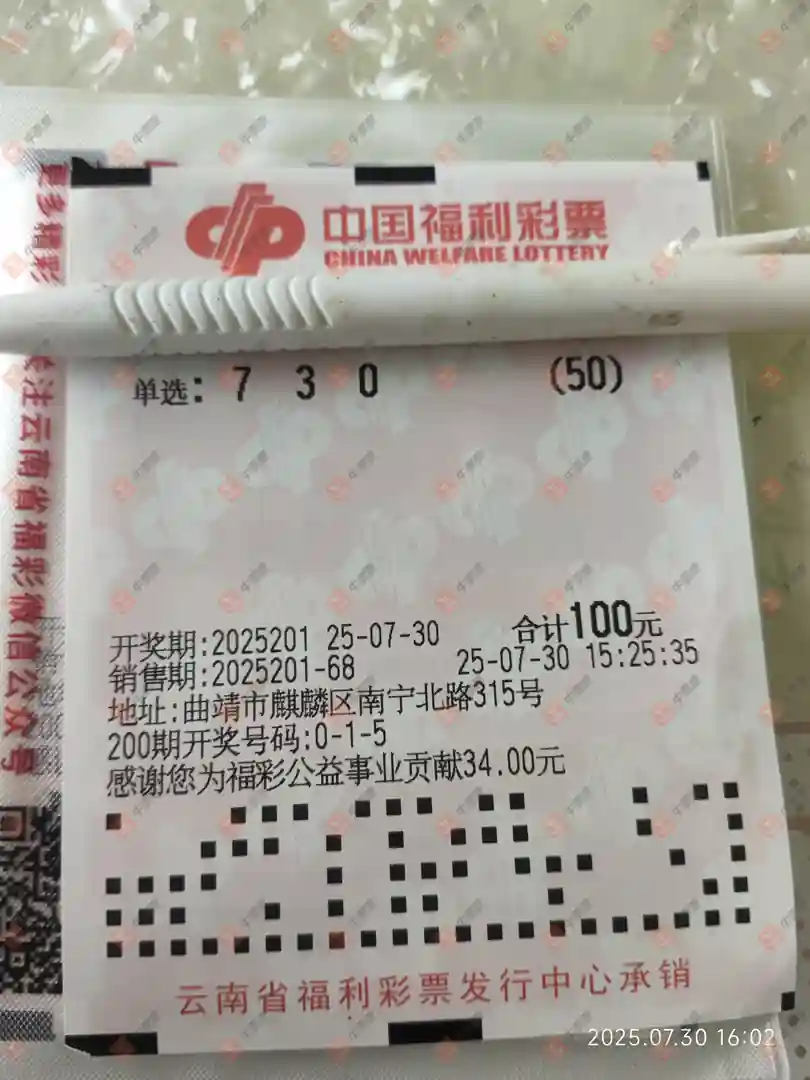 中国福利彩票
CHINA WELFARE LOTTERY
单选: 7 3 0 (50)
开奖期:2025201 25-07-30 合计100元
销售期:2025201-68 25-07-30 15:25:35
地址:曲靖市麒麟区南宁北路315号
200期开奖号码:0-1-5
感谢您为福彩公益事业贡献34.00元
云南省福利彩票发行中心承销
更多精彩
关注云南省福彩微信公众号
2025.07.30 16:02